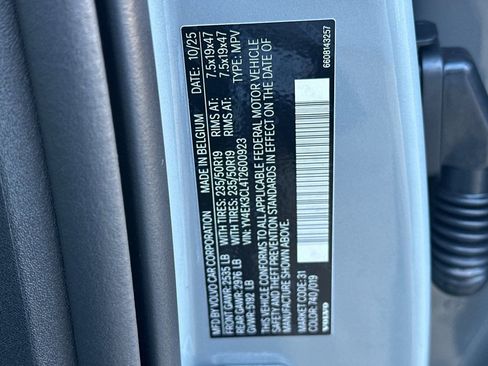 MFD BY VOLVO CAR CORPORATION MADE IN BELGIUM 10/25
FRONT GAWR: 2535 LB WITH TIRES: 235/50R19 RIMS AT: 7.5x19x47
REAR GAWR: 2976 LB WITH TIRES: 235/50R19 RIMS AT: 7.5x19x47
GVWR: 5192 LB VIN: YV4EK3CL4T2600923 TYPE: MPV
THIS VEHICLE CONFORMS TO ALL APPLICABLE FEDERAL MOTOR VEHICLE
SAFETY AND THEFT PREVENTION STANDARDS IN EFFECT ON THE DATE OF
MANUFACTURE SHOWN ABOVE.
MARKET CODE: 31
COLOR: 740/019
VOLVO
6608143257